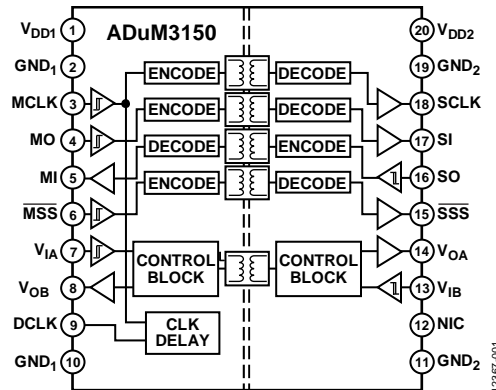 ADuM3150
VDD1 1
GND1 2
MCLK 3
MO 4
MI 5
MSS 6
VIA 7
VOB 8
DCLK 9
GND1 10
ENCODE DECODE
ENCODE DECODE
DECODE ENCODE
ENCODE DECODE
CONTROL BLOCK
CONTROL BLOCK
CLK DELAY
20 VDD2
19 GND2
18 SCLK
17 SI
16 SO
15 SSS
14 VOA
13 VIB
12 NIC
11 GND2